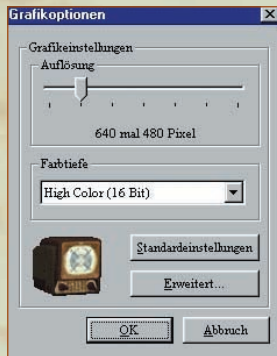 Grafikoptionen
Grafikeinstellungen
Auflösung
640 mal 480 Pixel
Farbtiefe
High Color (16 Bit)
Standardeinstellungen
Erweitert...
OK
Abbruch